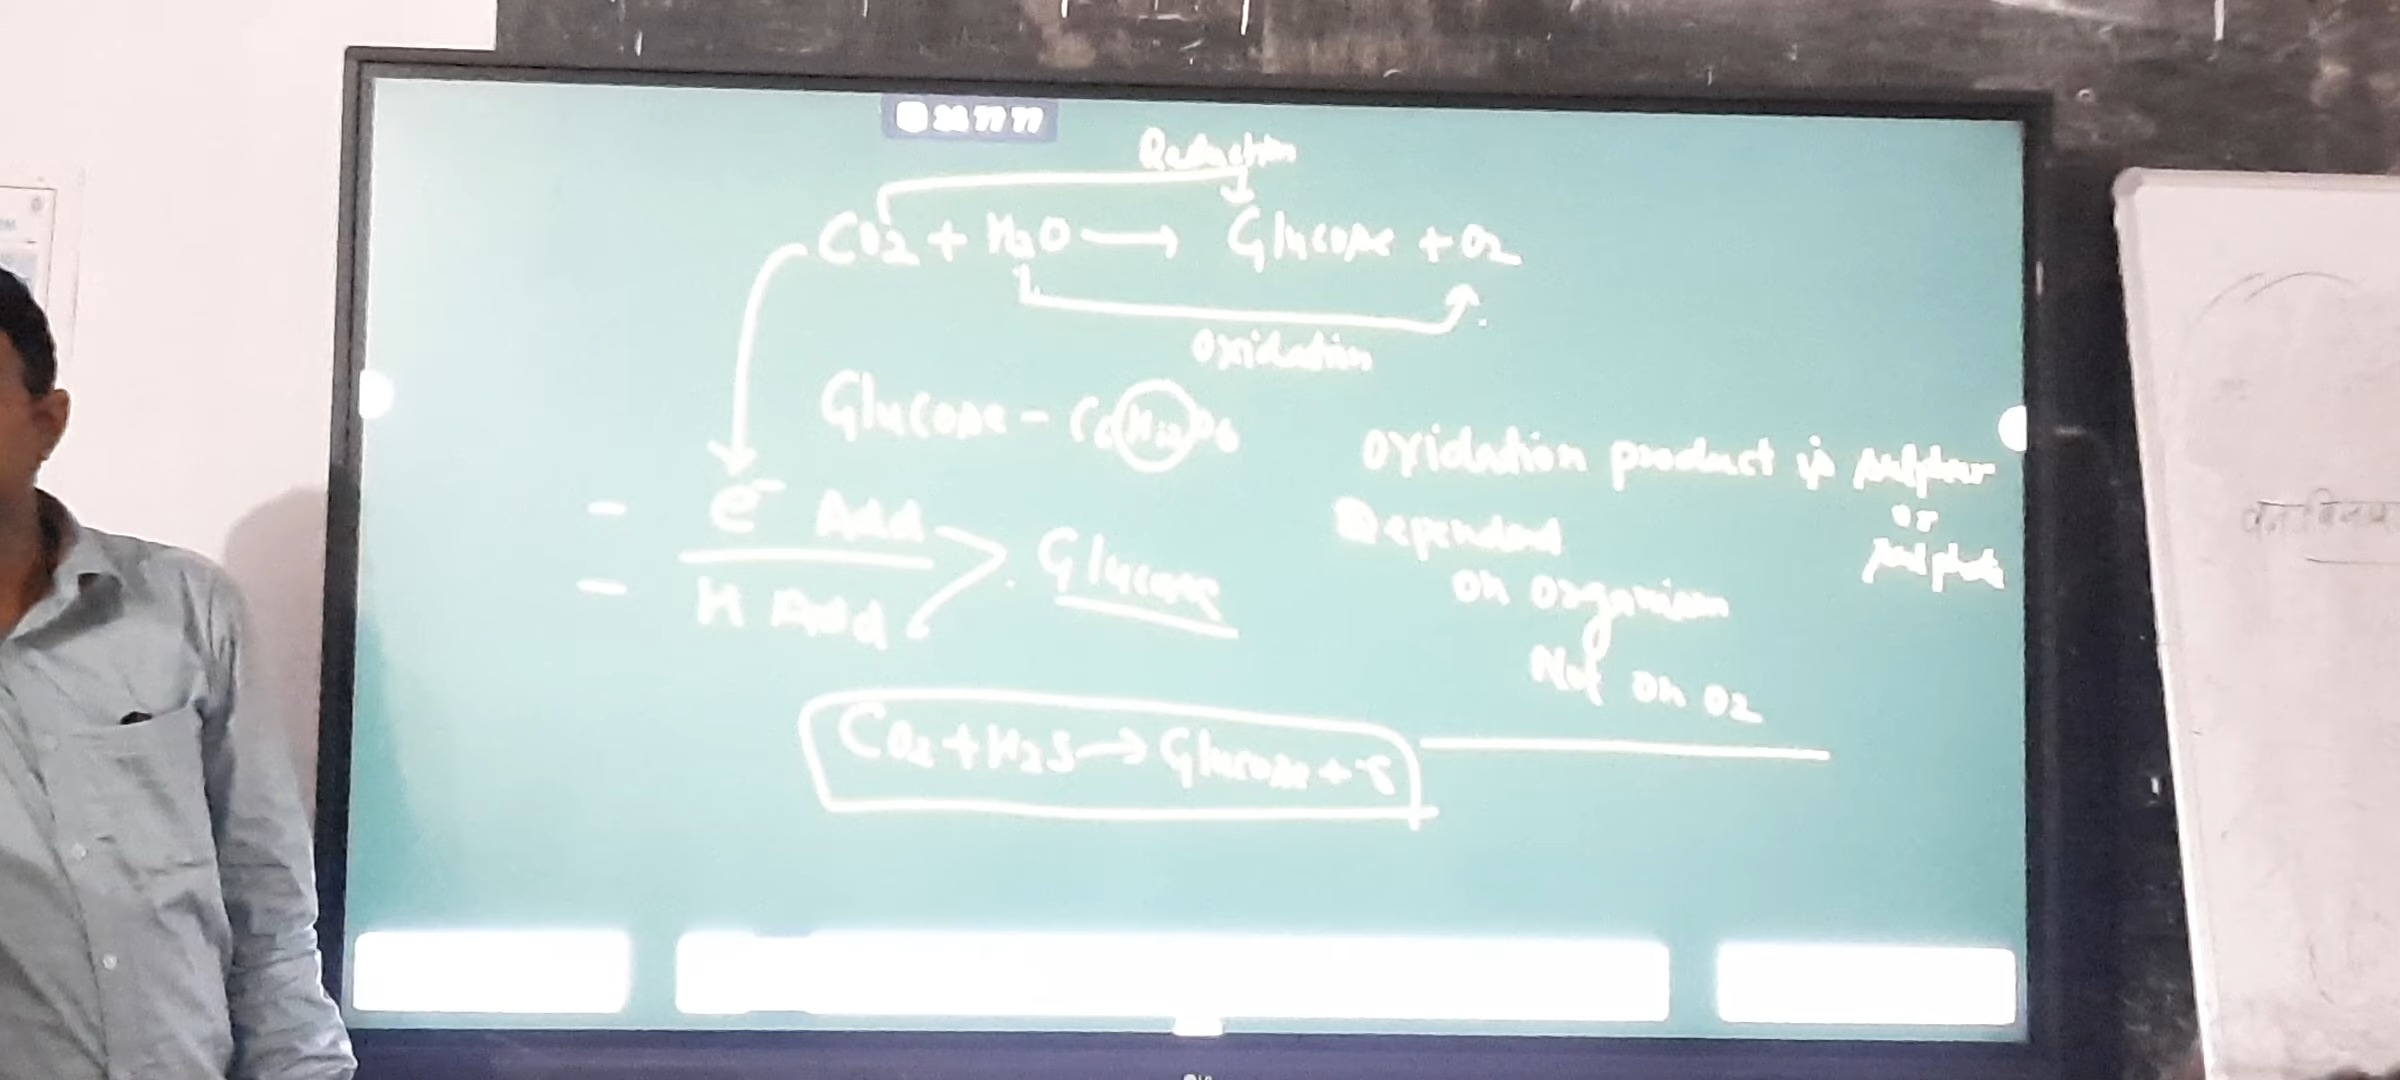 Reduction
CO2 + H2O → Glucose + O2
Oxidation
Glucose - C6H12O6
Oxidation product is sulphur
or
sulphate
Dependent
on organism
Not on O2
- e⁻ Add
- H Add
Glucose
CO2 + H2S → Glucose + S